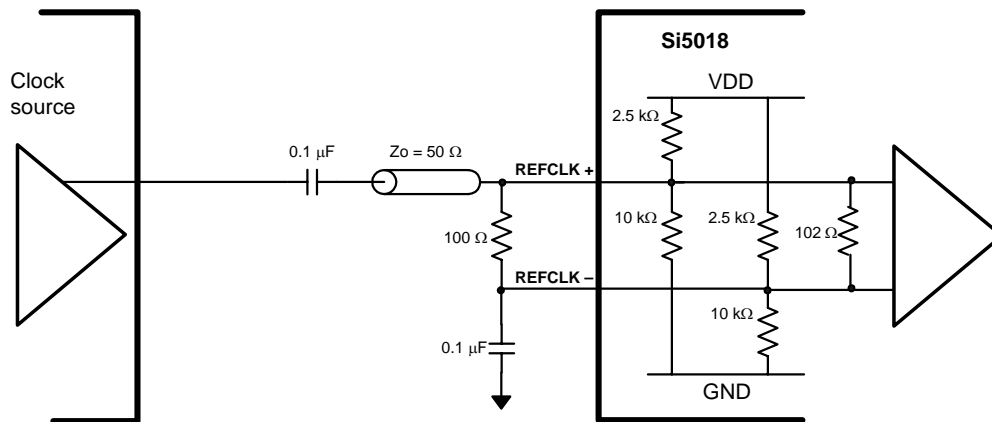 Si5018
Clock
source
VDD
2.5 kΩ
0.1 μF
Zo = 50 Ω
REFCLK +
100 Ω
10 kΩ
2.5 kΩ
102 Ω
REFCLK –
10 kΩ
0.1 μF
GND